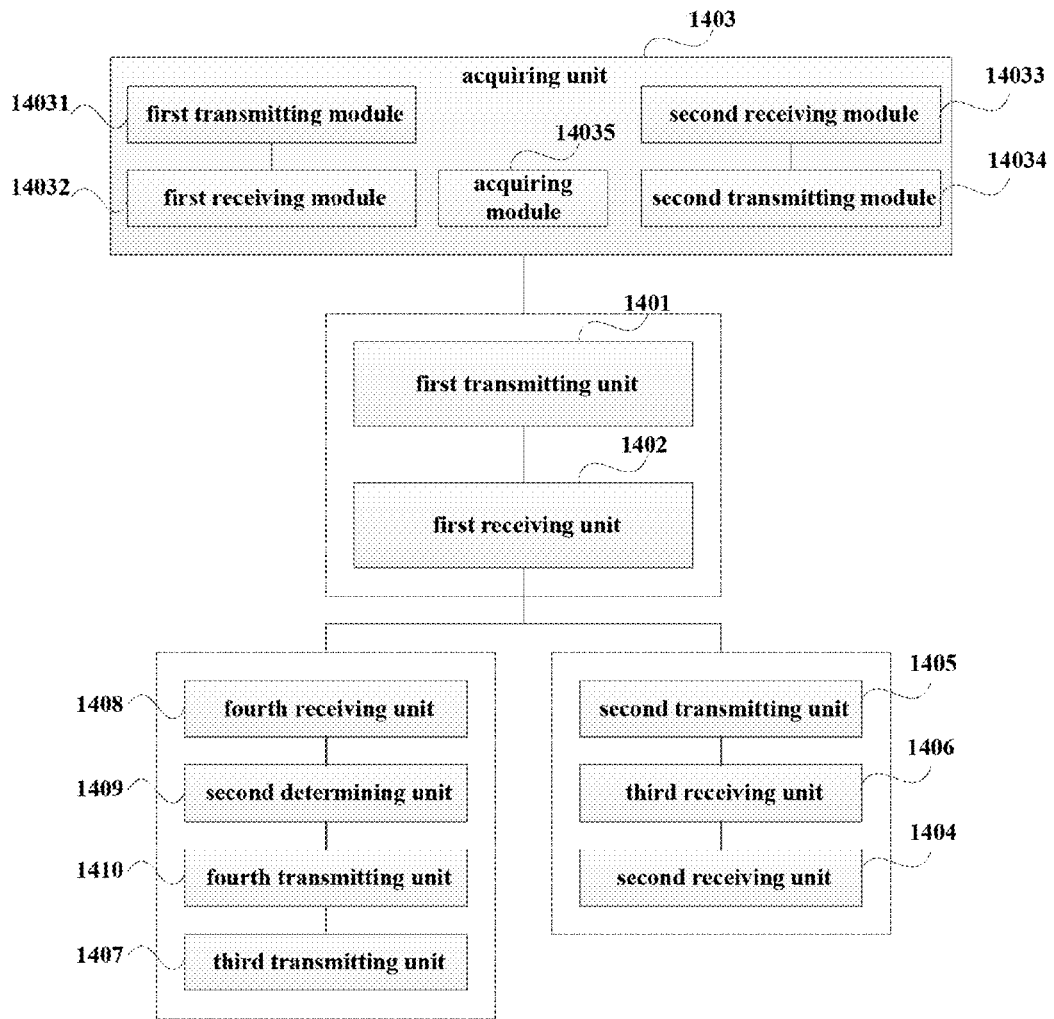 1403
acquiring unit
14031
first transmitting module
second receiving module
14033
14035
14032
first receiving module
acquiring
module
second transmitting module
14034
1401
first transmitting unit
1402
first receiving unit
1408
fourth receiving unit
1409
second determining unit
1410
fourth transmitting unit
1407
third transmitting unit
1405
second transmitting unit
1406
third receiving unit
1404
second receiving unit